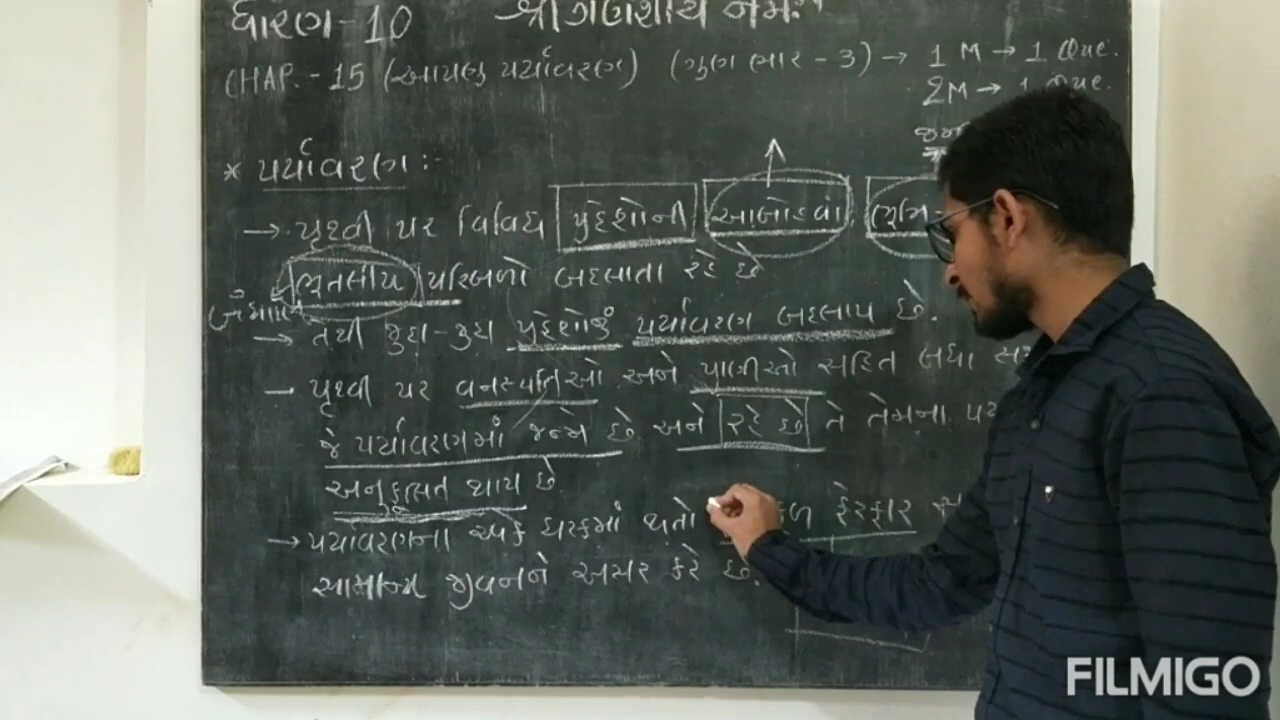 ધોરણ - 10 શ્રી ગણેશાય નમઃ
CHAP. - 15 (આપણુ પર્યાવરણ) (ગુણ ભાર - 3) → 1 M → 1 Que.
2M → 1 Que.
* પર્યાવરણ :-
→ પૃથ્વી પર વિવિધ પ્રદેશોની આબોહવા, ભૂમિ-
ભૂતલીય પરિબળો બદલાતા રહે છે
→ તેથી જુદા-જુદા પ્રદેશોનું પર્યાવરણ બદલાય છે.
- પૃથ્વી પર વનસ્પતિઓ અને પ્રાણીઓ સહિત બધા
જે પર્યાવરણમાં જન્મે છે અને રહે છે તે તેમના
અનુકૂલિત થાય છે.
→ પર્યાવરણના એક ઘટકમાં થતો ફેરફાર
સામાન્ય જીવનને અસર કરે છે.
FILMIGO